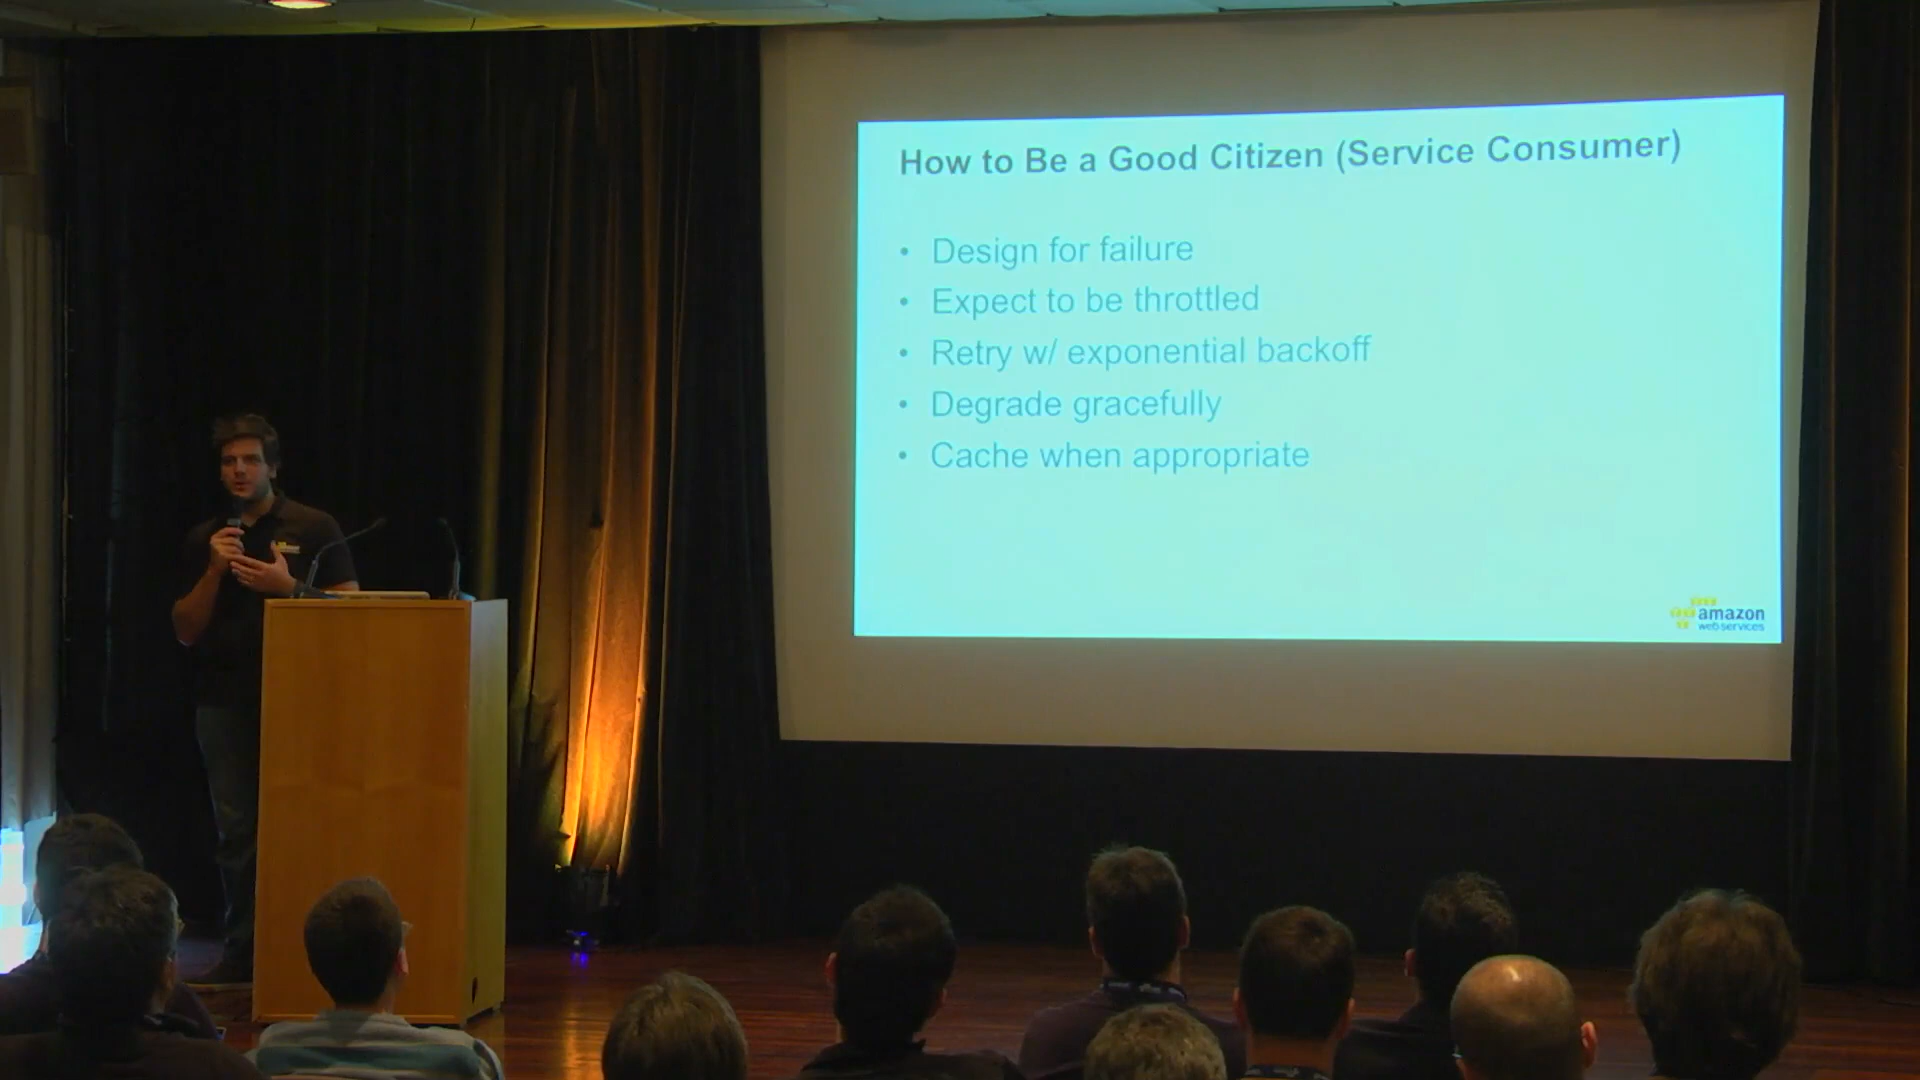 How to Be a Good Citizen (Service Consumer)
• Design for failure
• Expect to be throttled
• Retry w/ exponential backoff
• Degrade gracefully
• Cache when appropriate
amazon
web services